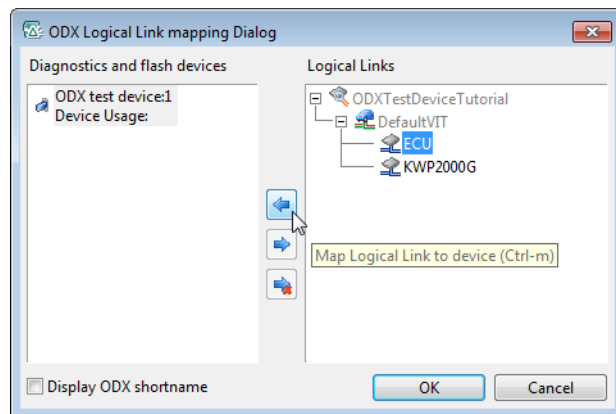 ODX Logical Link mapping Dialog
Diagnostics and flash devices
ODX test device:1
Device Usage:
Logical Links
ODXTestDeviceTutorial
DefaultVIT
ECU
KWP2000G
Map Logical Link to device (Ctrl-m)
Display ODX shortname
OK
Cancel